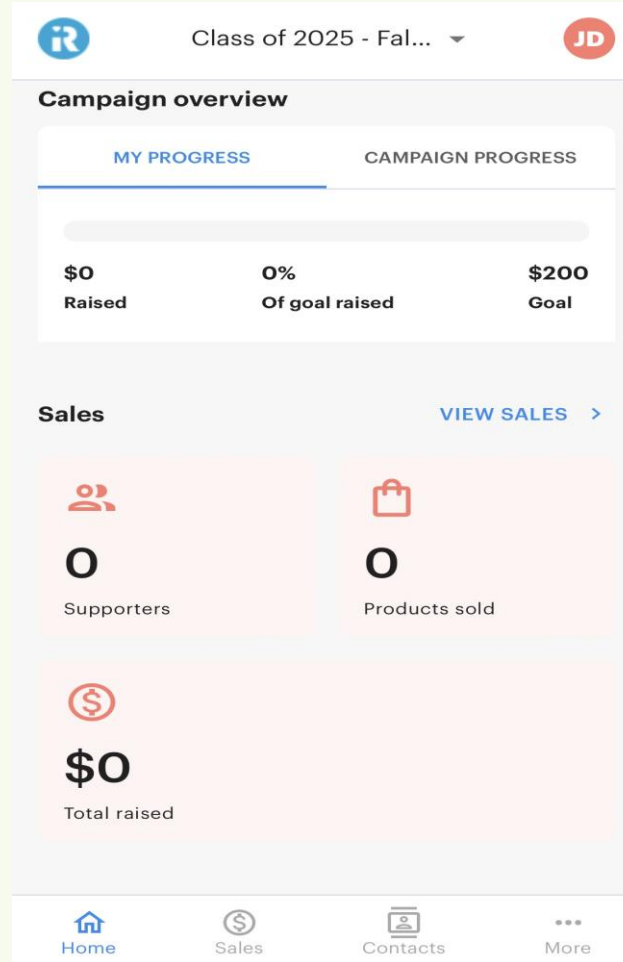 iR
Class of 2025 - Fal...
JD
Campaign overview
MY PROGRESS CAMPAIGN PROGRESS
$0 0% $200
Raised Of goal raised Goal
Sales VIEW SALES >
0 0
Supporters Products sold
$
$0
Total raised
$
Home Sales Contacts More